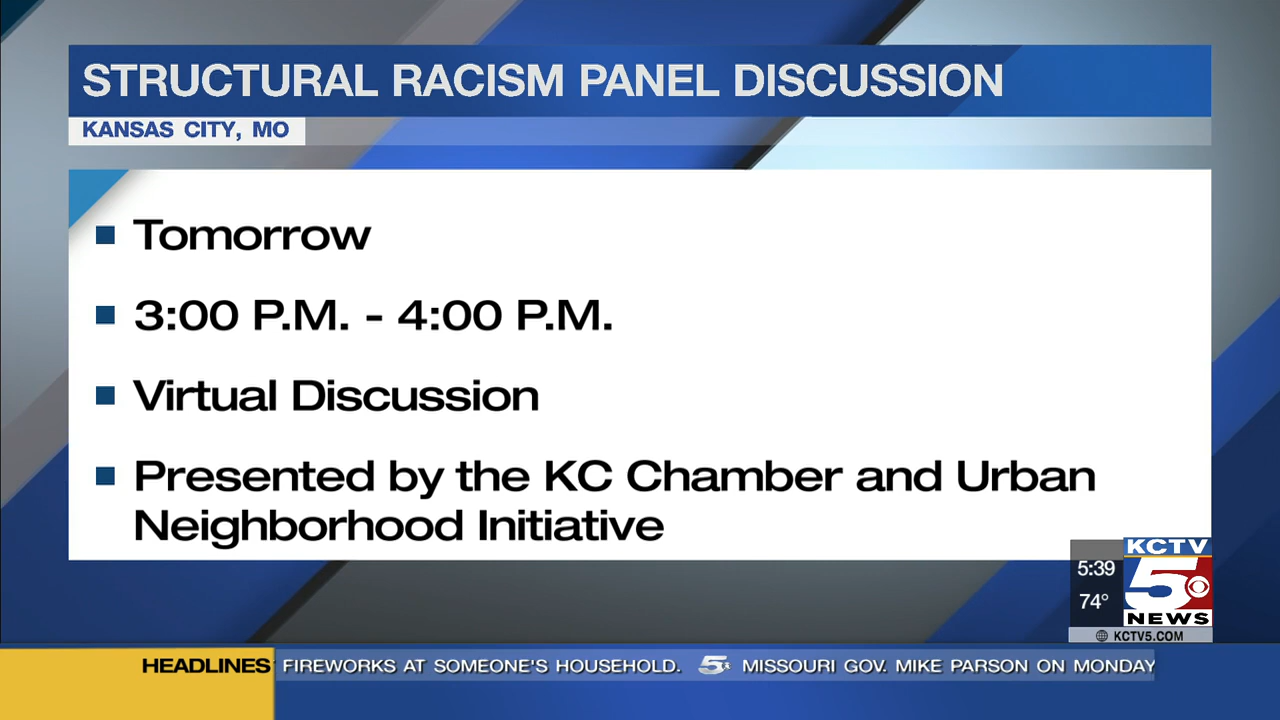 STRUCTURAL RACISM PANEL DISCUSSION
KANSAS CITY, MO
Tomorrow
3:00 P.M. - 4:00 P.M.
Virtual Discussion
Presented by the KC Chamber and Urban
Neighborhood Initiative
KCTV
5
NEWS
5:39
74°
KCTV5.COM
HEADLINES FIREWORKS AT SOMEONE'S HOUSEHOLD. 5 MISSOURI GOV. MIKE PARSON ON MONDAY